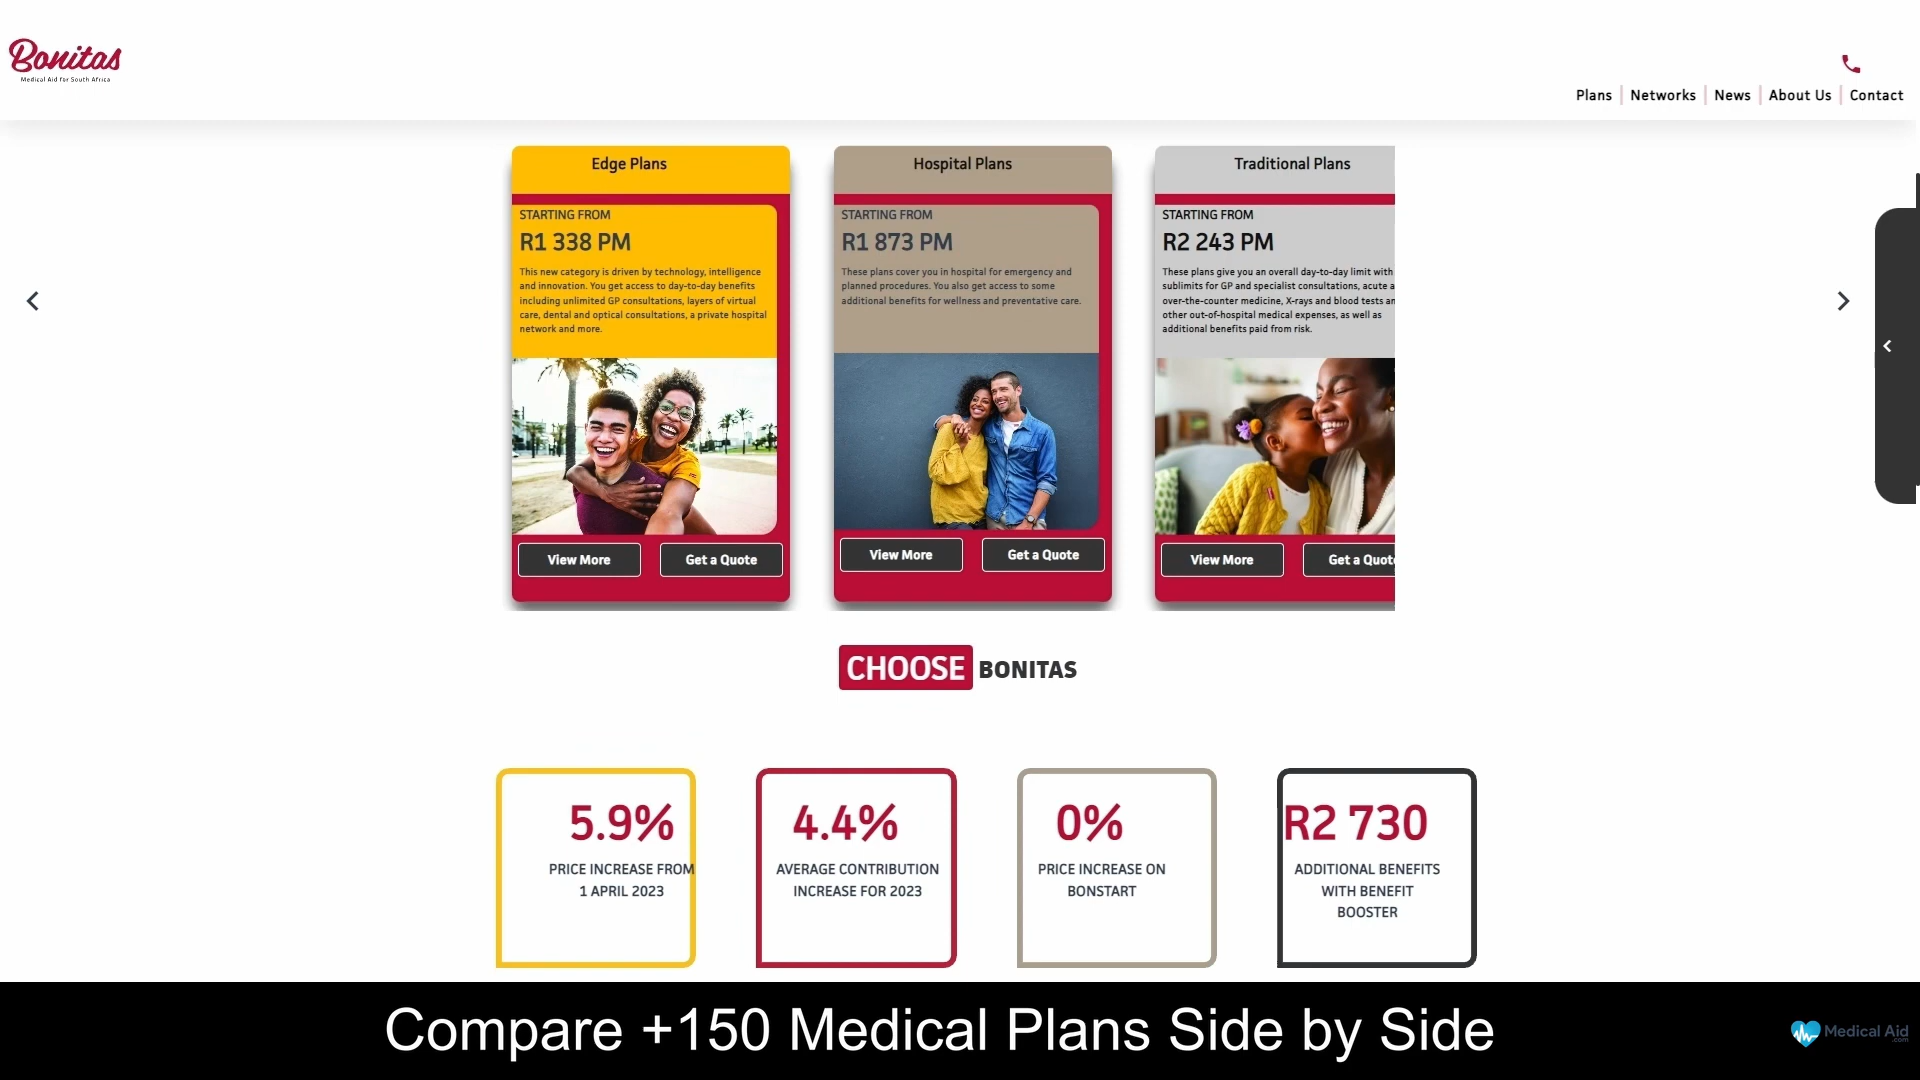 Bonitas
Medical Aid for South Africa
Plans
Networks
News
About Us
Contact
Edge Plans
STARTING FROM
R1 338 PM
This new category is driven by technology, intelligence
and innovation. You get access to day-to-day benefits
including unlimited GP consultations, layers of virtual
care, dental and optical consultations, a private hospital
network and more.
View More
Get a Quote
Hospital Plans
STARTING FROM
R1 873 PM
These plans cover you in hospital for emergency and
planned procedures. You also get access to some
additional benefits for wellness and preventative care.
View More
Get a Quote
Traditional Plans
STARTING FROM
R2 243 PM
These plans give you an overall day-to-day limit with
sublimits for GP and specialist consultations, acute a
over-the-counter medicine, X-rays and blood tests an
other out-of-hospital medical expenses, as well as
additional benefits paid from risk.
View More
Get a Quot
CHOOSE BONITAS
5.9%
PRICE INCREASE FROM
1 APRIL 2023
4.4%
AVERAGE CONTRIBUTION
INCREASE FOR 2023
0%
PRICE INCREASE ON
BONSTART
R2 730
ADDITIONAL BENEFITS
WITH BENEFIT
BOOSTER
Compare +150 Medical Plans Side by Side
Medical Aid
.com